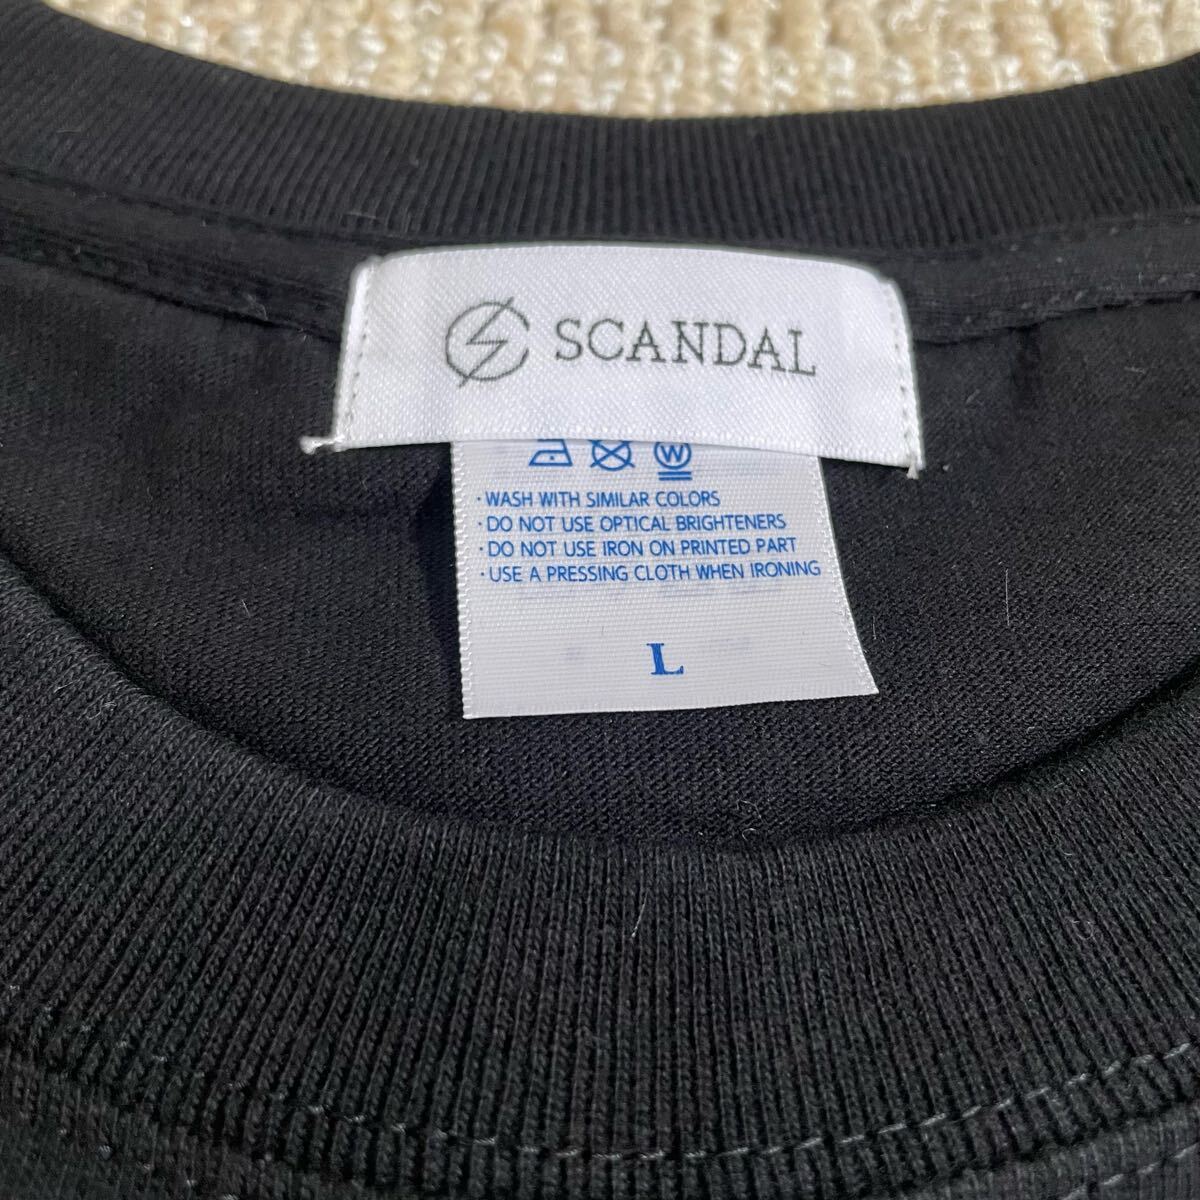 SCANDAL
W
・WASH WITH SIMILAR COLORS
・DO NOT USE OPTICAL BRIGHTENERS
・DO NOT USE IRON ON PRINTED PART
・USE A PRESSING CLOTH WHEN IRONING
L